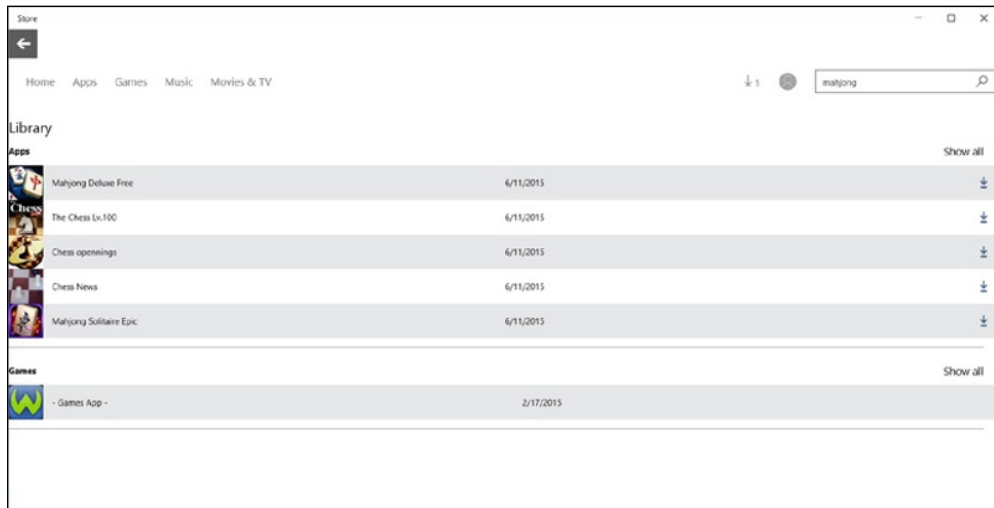 Store
Home Apps Games Music Movies & TV 1 mahjong
Library
Apps Show all
Mahjong Deluxe Free 6/11/2015
Chess
The Chess Lv.100 6/11/2015
Chess opennings 6/11/2015
Chess News 6/11/2015
Mahjong Solitaire Epic 6/11/2015
Games Show all
- Games App - 2/17/2015